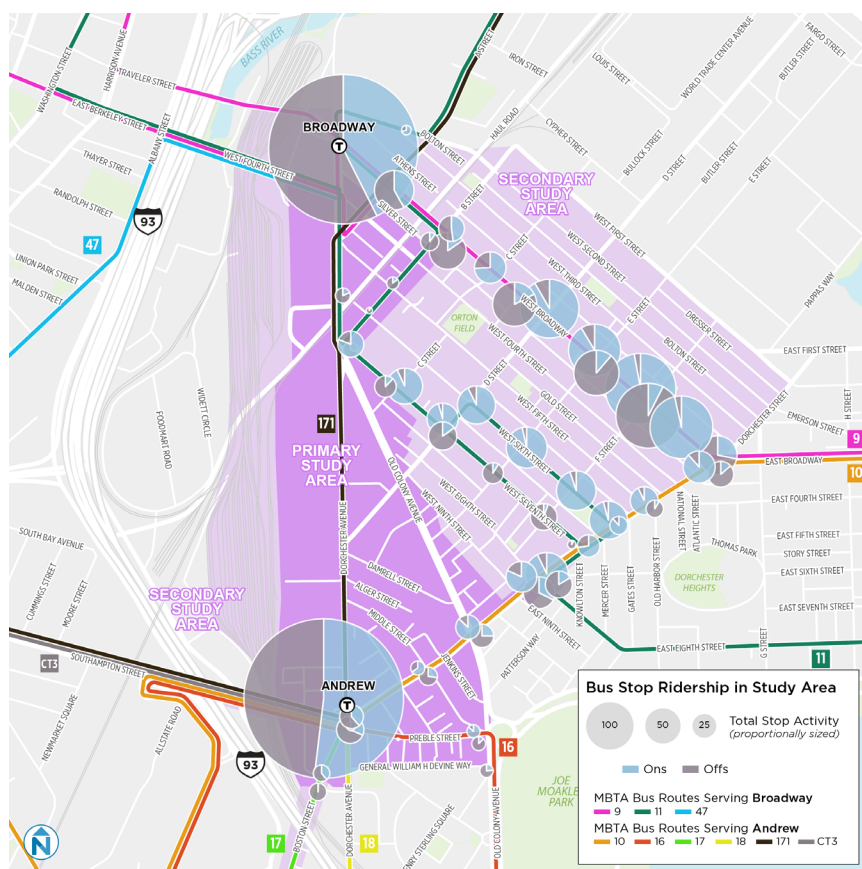 BASS RIVER
HARRISON AVENUE
WASHINGTON STREET
TRAVELER STREET
EAST BERKELEY STREET
ALBANY STREET
WEST FOURTH STREET
THAYER STREET
RANDOLPH STREET
UNION PARK STREET
MALDEN STREET
93
47
BROADWAY
T
A STREET
IRON STREET
LOUIS STREET
WORLD TRADE CENTER AVENUE
FARGO STREET
BUTLER STREET
HAUL ROAD
CYPHER STREET
BULLOCK STREET
D STREET
BUTLER STREET
E STREET
BOLTON STREET
ATHENS STREET
SILVER STREET
B STREET
SECONDARY
STUDY
AREA
C STREET
WEST FIRST STREET
WEST SECOND STREET
WEST THIRD STREET
WEST BROADWAY
E STREET
DRESSER STREET
BOLTON STREET
PAPPAS WAY
ORTON
FIELD
WEST FOURTH STREET
D STREET
C STREET
GOLD STREET
WEST FIFTH STREET
WEST SIXTH STREET
F STREET
WEST SEVENTH STREET
WEST EIGHTH STREET
WEST NINTH STREET
EAST FIRST STREET
H STREET
DORCHESTER STREET
EMERSON STREET
9
EAST BROADWAY
10
EAST FOURTH STREET
NATIONAL STREET
ATLANTIC STREET
EAST FIFTH STREET
THOMAS PARK
STORY STREET
EAST SIXTH STREET
DORCHESTER
HEIGHTS
EAST SEVENTH STREET
OLD HARBOR STREET
GATES STREET
MERCER STREET
KNOWLTON STREET
G STREET
EAST EIGHTH STREET
11
EAST NINTH STREET
PATTERSON WAY
WIDETT CIRCLE
FOODMART ROAD
171
PRIMARY
STUDY
AREA
OLD COLONY AVENUE
DORCHESTER AVENUE
DAMRELL STREET
ALGER STREET
MIDDLE STREET
JENKINS STREET
SECONDARY
STUDY
AREA
SOUTH BAY AVENUE
CUMMINGS STREET
MOORE STREET
CT3
SOUTHAMPTON STREET
NEWMARKET SQUARE
ALLSTATE ROAD
93
ANDREW
T
PREBLE STREET
16
GENERAL WILLIAM H DEVINE WAY
BOSTON STREET
DORCHESTER AVENUE
OLD COLONY AVENUE
17
18
JOE
MOAKLEY
PARK
N
Bus Stop Ridership in Study Area
100 50 25 Total Stop Activity
(proportionally sized)
Ons Offs
MBTA Bus Routes Serving Broadway
9 11 47
MBTA Bus Routes Serving Andrew
10 16 17 18 171 CT3